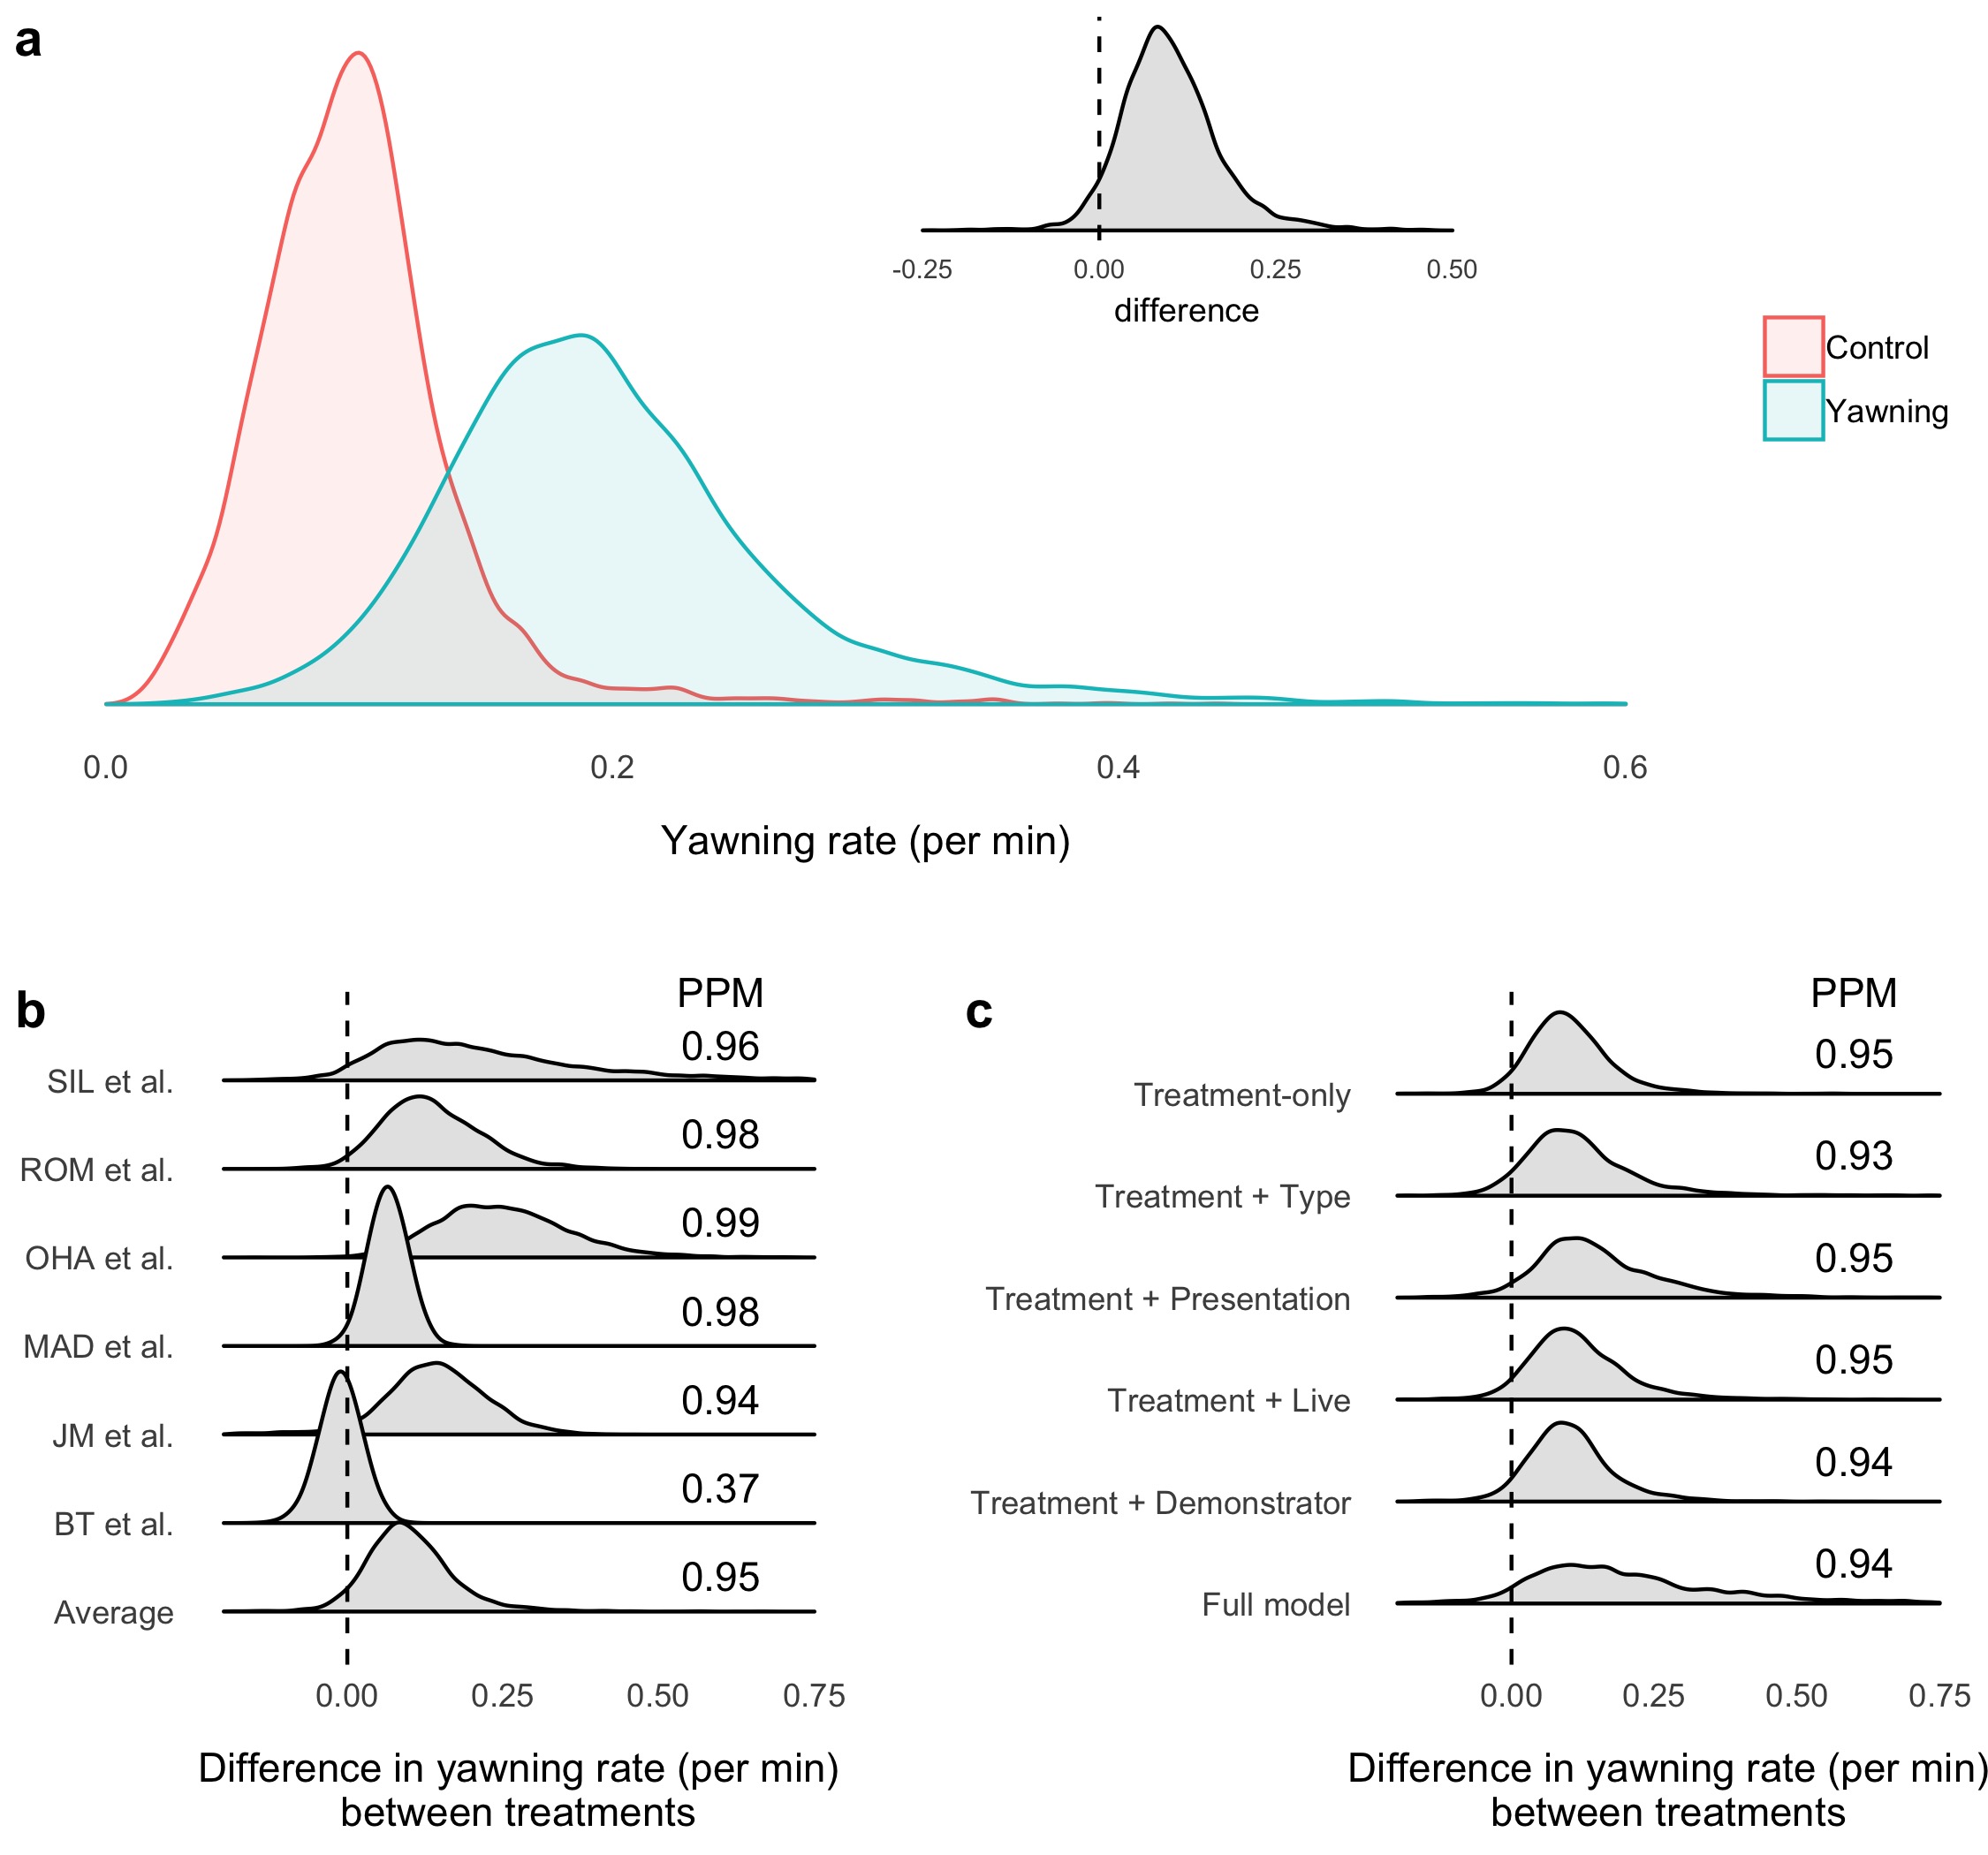 a
-0.25 0.00 0.25 0.50
difference
Control
Yawning
0.0 0.2 0.4 0.6
Yawning rate (per min)
b
PPM
SIL et al. 0.96
ROM et al. 0.98
OHA et al. 0.99
MAD et al. 0.98
JM et al. 0.94
BT et al. 0.37
Average 0.95
0.00 0.25 0.50 0.75
Difference in yawning rate (per min)
between treatments
c
PPM
Treatment-only 0.95
Treatment + Type 0.93
Treatment + Presentation 0.95
Treatment + Live 0.95
Treatment + Demonstrator 0.94
Full model 0.94
0.00 0.25 0.50 0.75
Difference in yawning rate (per min)
between treatments